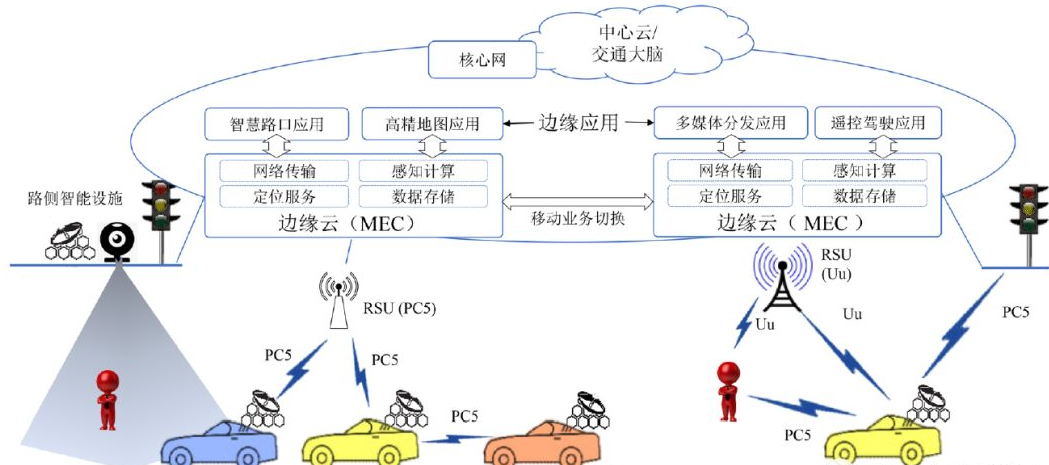 中心云/
交通大脑
核心网
智慧路口应用
高精地图应用
边缘应用
多媒体分发应用
遥控驾驶应用
网络传输
感知计算
定位服务
数据存储
边缘云（MEC）
移动业务切换
网络传输
感知计算
定位服务
数据存储
边缘云（MEC ）
路侧智能设施
RSU (PC5)
RSU
(Uu)
PC5
PC5
PC5
Uu
Uu
PC5
PC5